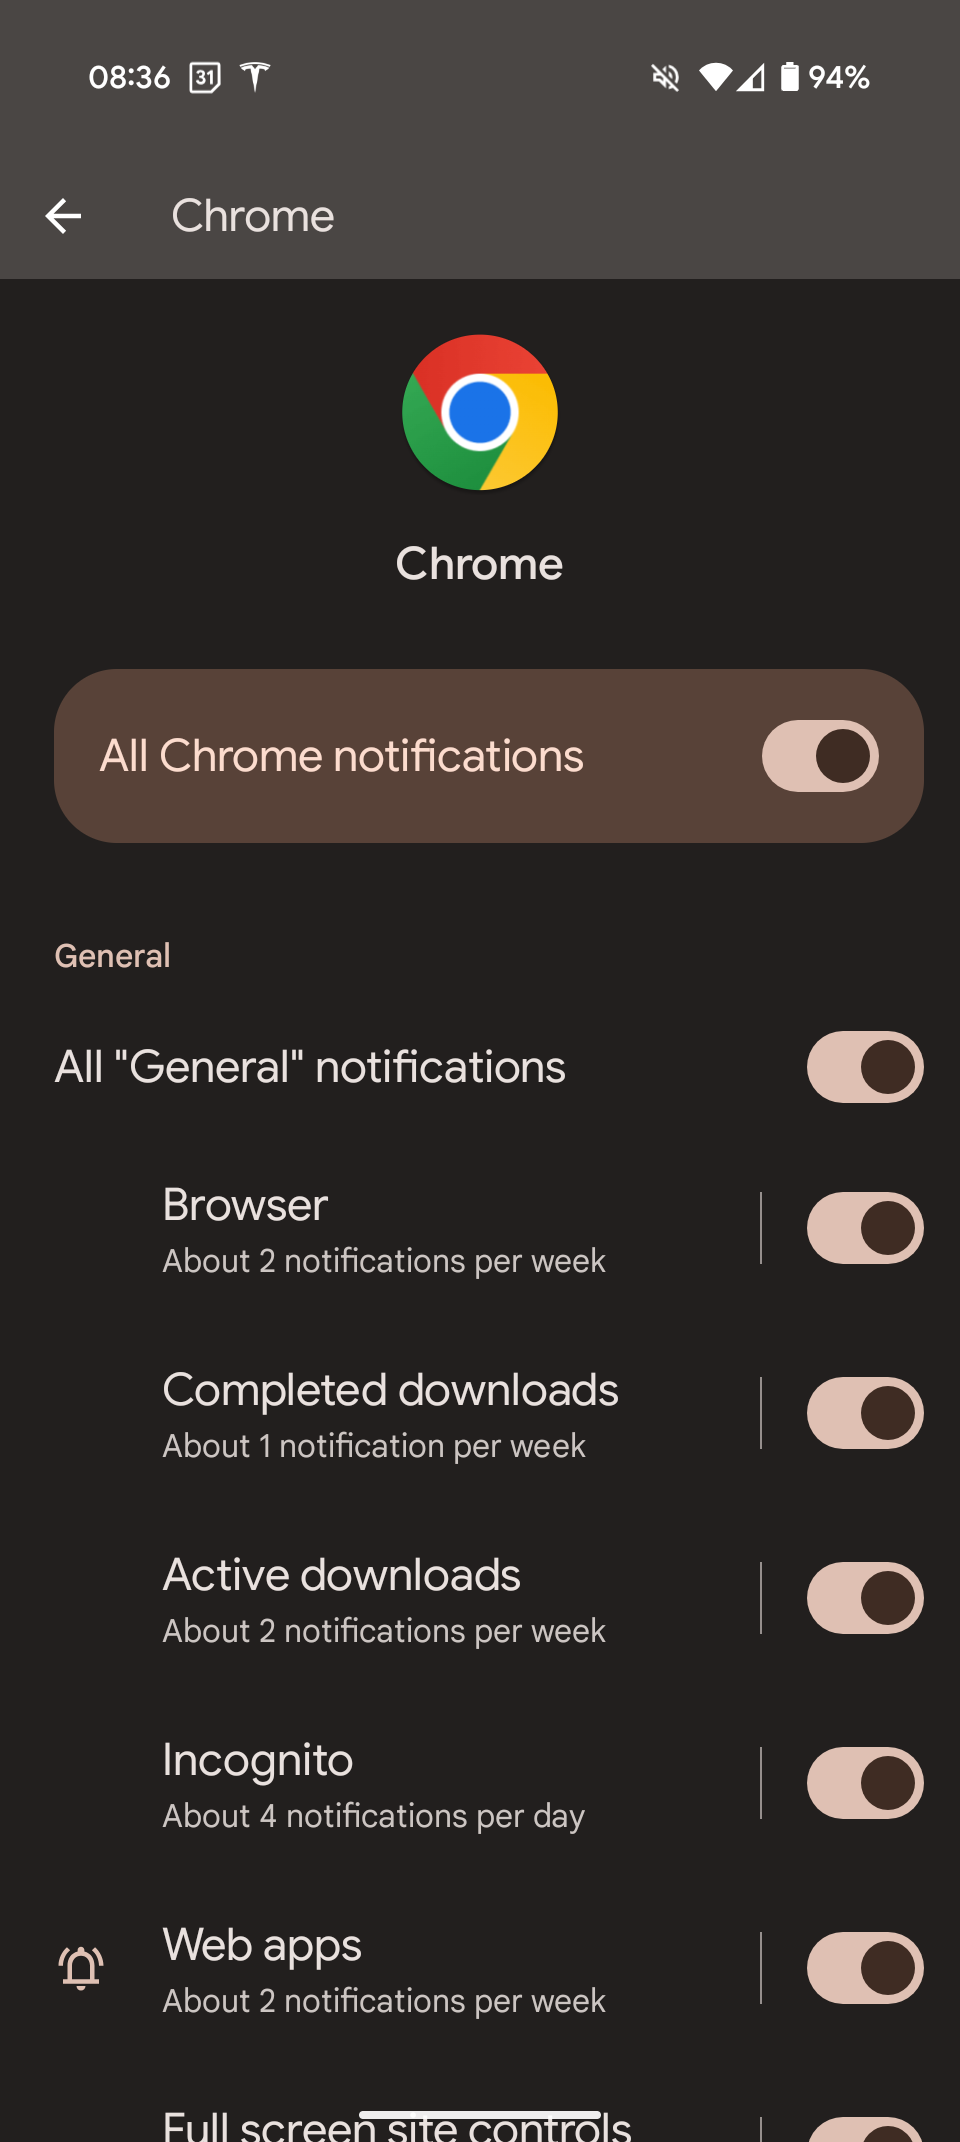 08:36 31 94%
Chrome
Chrome
All Chrome notifications
General
All "General" notifications
Browser
About 2 notifications per week
Completed downloads
About 1 notification per week
Active downloads
About 2 notifications per week
Incognito
About 4 notifications per day
Web apps
About 2 notifications per week
Full screen site controls